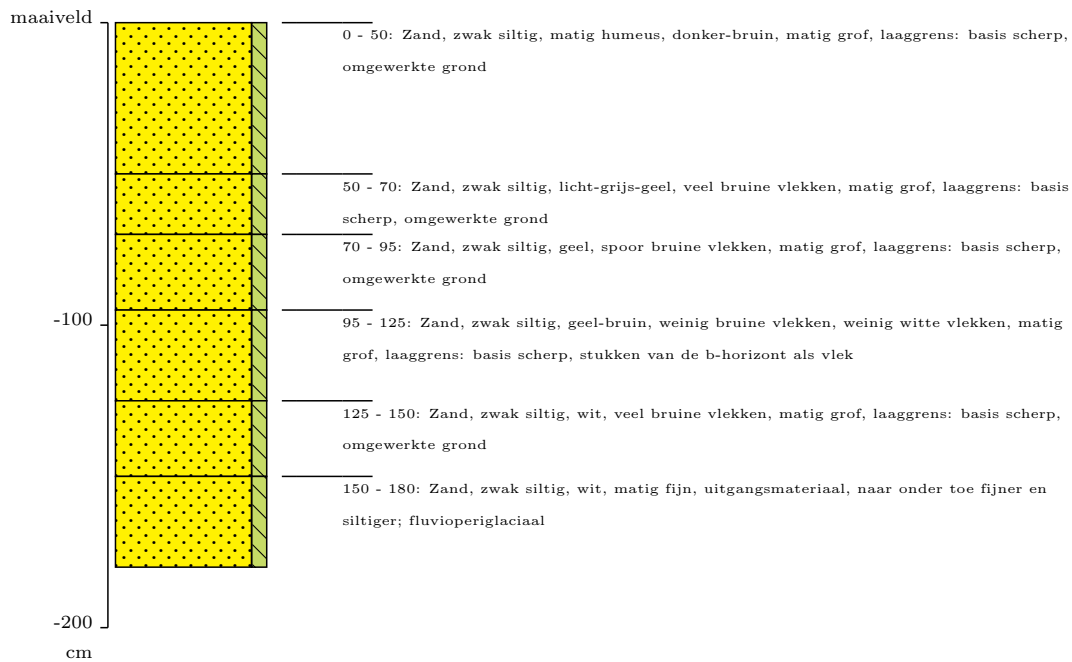 maaiveld
0 - 50: Zand, zwak siltig, matig humeus, donker-bruin, matig grof, laaggrens: basis scherp,
omgewerkte grond
50 - 70: Zand, zwak siltig, licht-grijs-geel, veel bruine vlekken, matig grof, laaggrens: basis
scherp, omgewerkte grond
70 - 95: Zand, zwak siltig, geel, spoor bruine vlekken, matig grof, laaggrens: basis scherp,
omgewerkte grond
-100
95 - 125: Zand, zwak siltig, geel-bruin, weinig bruine vlekken, weinig witte vlekken, matig
grof, laaggrens: basis scherp, stukken van de b-horizont als vlek
125 - 150: Zand, zwak siltig, wit, veel bruine vlekken, matig grof, laaggrens: basis scherp,
omgewerkte grond
150 - 180: Zand, zwak siltig, wit, matig fijn, uitgangsmateriaal, naar onder toe fijner en
siltiger; fluvioperiglaciaal
-200
cm